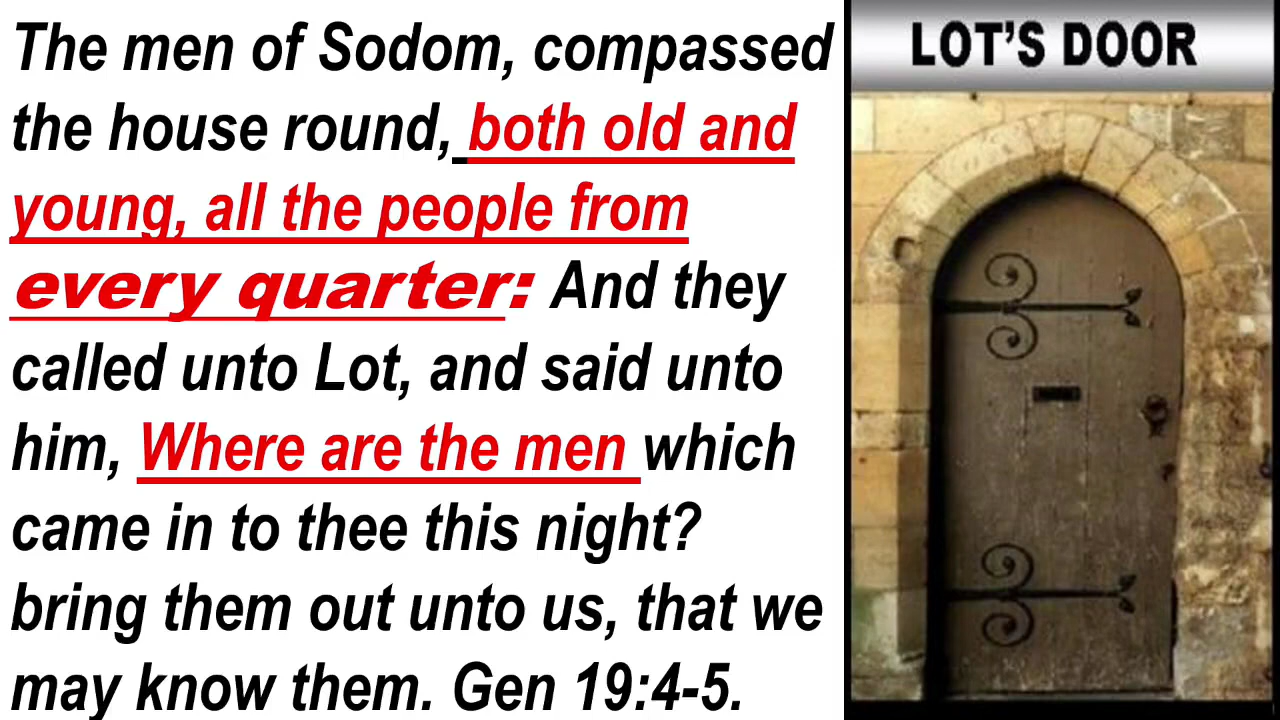 The men of Sodom, compassed
the house round, both old and
young, all the people from
every quarter: And they
called unto Lot, and said unto
him, Where are the men which
came in to thee this night?
bring them out unto us, that we
may know them. Gen 19:4-5.
LOT'S DOOR